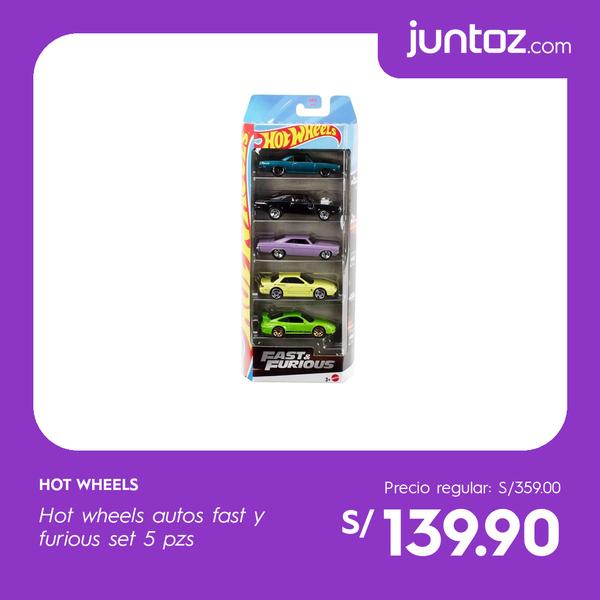 juntoz.com
HOT WHEELS
FAST &
FURIOUS
3+
HOT WHEELS
Hot wheels autos fast y
furious set 5 pzs
Precio regular: S/359.00
S/139.90